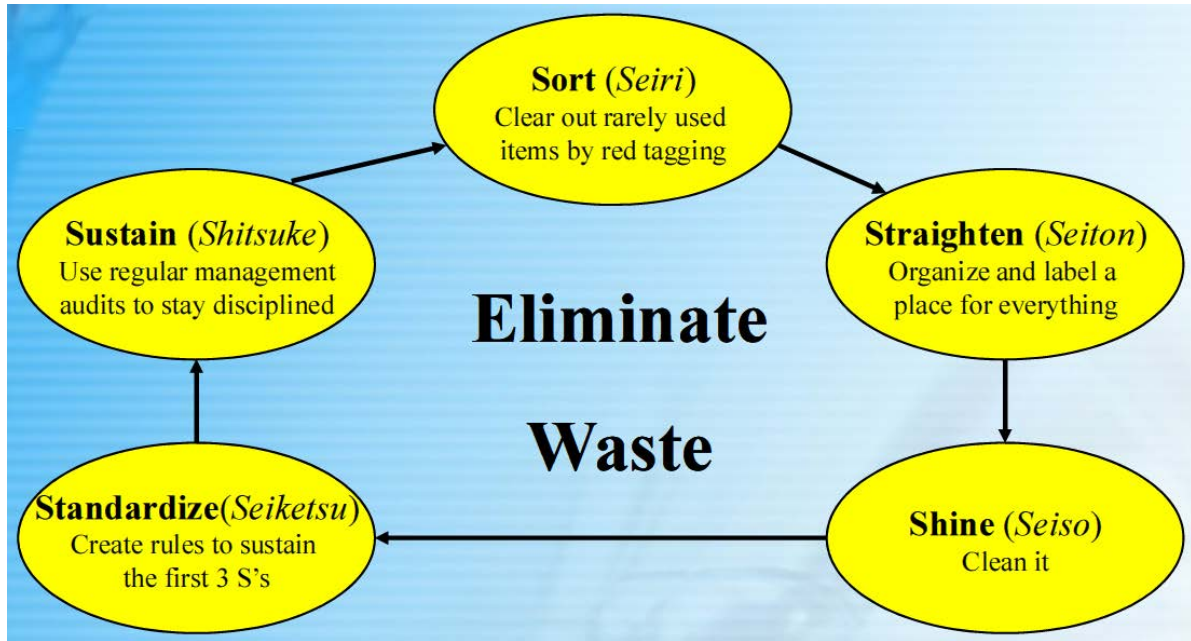 Sort (Seiri)
Clear out rarely used
items by red tagging
Straighten (Seiton)
Organize and label a
place for everything
Shine (Seiso)
Clean it
Standardize(Seiketsu)
Create rules to sustain
the first 3 S’s
Sustain (Shitsuke)
Use regular management
audits to stay disciplined
Eliminate
Waste